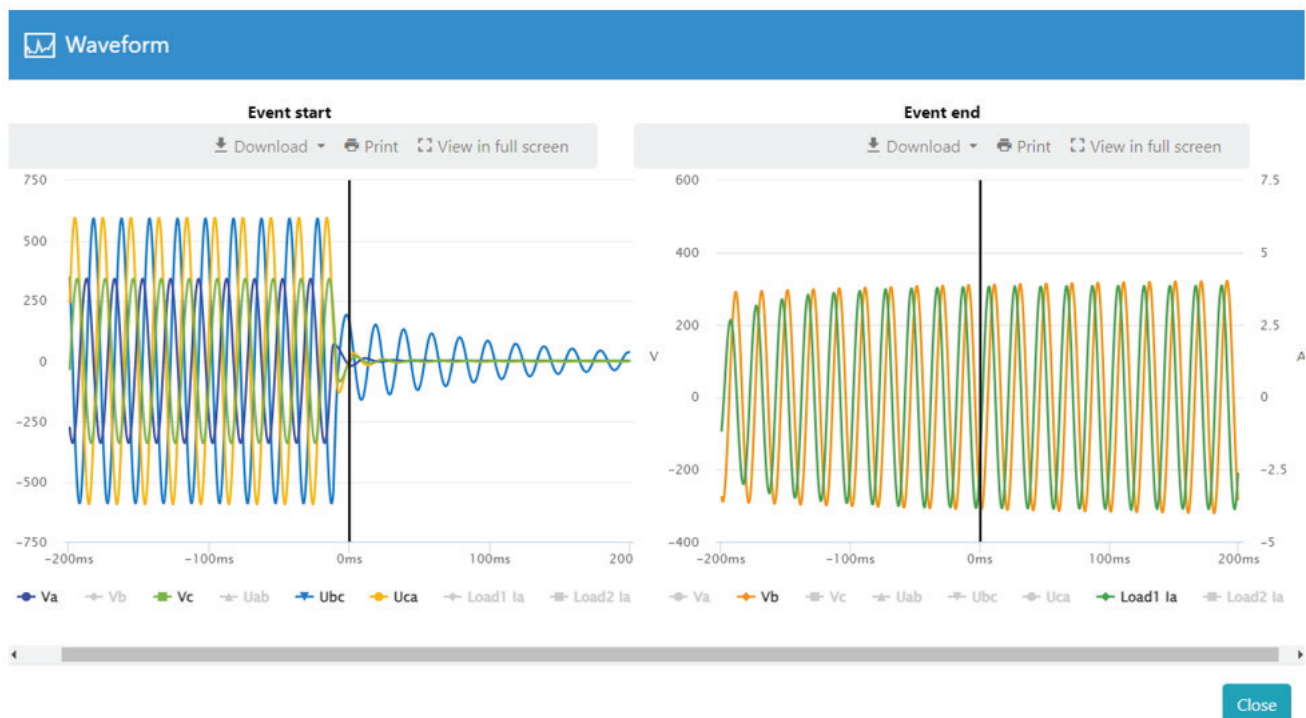 Waveform
Event start
Download Print View in full screen
750
500
250
0
-250
-500
-750
-200ms -100ms 0ms 100ms 200
Va Vb Vc Uab Ubc Uca Load1 Ia Load2 Ia
Event end
Download Print View in full screen
600
400
200
0
-200
-400
V
7.5
5
2.5
0
-2.5
-5
A
-200ms -100ms 0ms 100ms 200ms
Va Vb Vc Uab Ubc Uca Load1 Ia Load2 Ia
Close